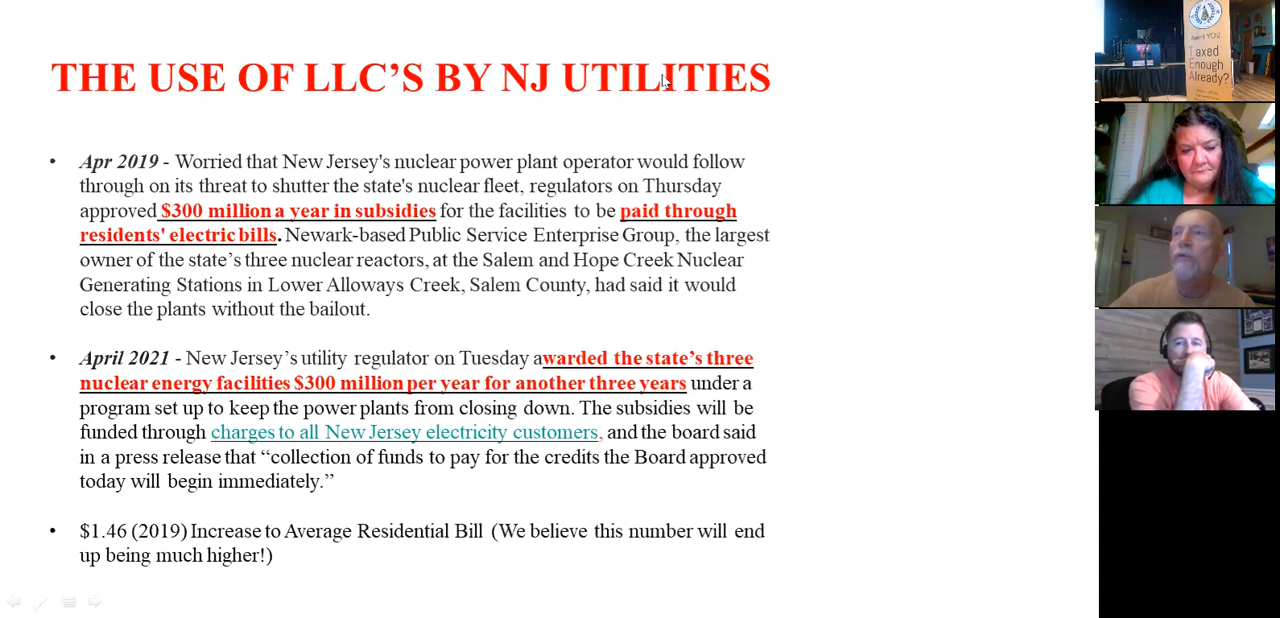 THE USE OF LLC’S BY NJ UTILITIES
• Apr 2019 - Worried that New Jersey's nuclear power plant operator would follow
through on its threat to shutter the state's nuclear fleet, regulators on Thursday
approved $300 million a year in subsidies for the facilities to be paid through
residents' electric bills. Newark-based Public Service Enterprise Group, the largest
owner of the state’s three nuclear reactors, at the Salem and Hope Creek Nuclear
Generating Stations in Lower Alloways Creek, Salem County, had said it would
close the plants without the bailout.
• April 2021 - New Jersey’s utility regulator on Tuesday awarded the state’s three
nuclear energy facilities $300 million per year for another three years under a
program set up to keep the power plants from closing down. The subsidies will be
funded through charges to all New Jersey electricity customers, and the board said
in a press release that “collection of funds to pay for the credits the Board approved
today will begin immediately.”
• $1.46 (2019) Increase to Average Residential Bill (We believe this number will end
up being much higher!)
YOU
Taxed
Enough
Already?